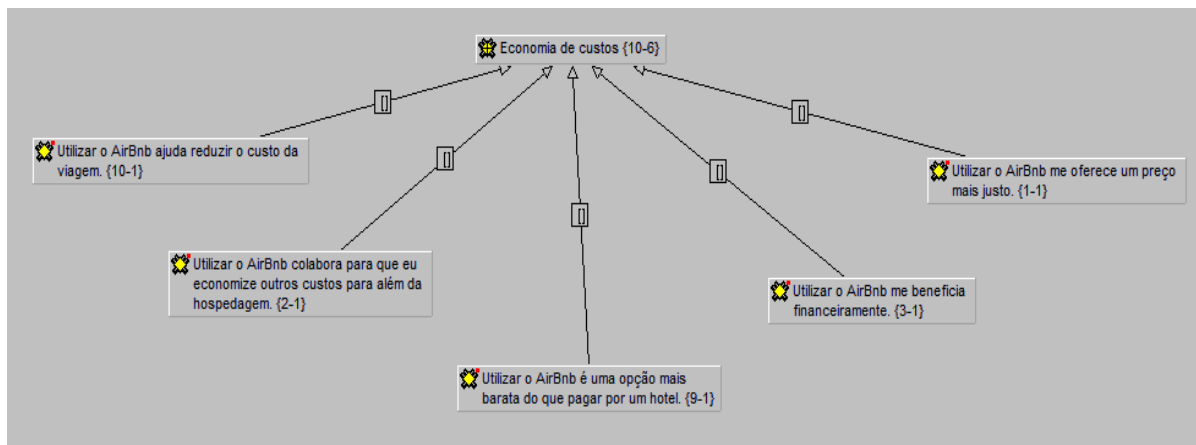 Economia de custos {10-6}
[]
[]
[]
[]
[]
Utilizar o AirBnb ajuda reduzir o custo da
viagem. {10-1}
Utilizar o AirBnb me oferece um preço
mais justo. {1-1}
Utilizar o AirBnb colabora para que eu
economize outros custos para além da
hospedagem. {2-1}
Utilizar o AirBnb me beneficia
financeiramente. {3-1}
Utilizar o AirBnb é uma opção mais
barata do que pagar por um hotel. {9-1}